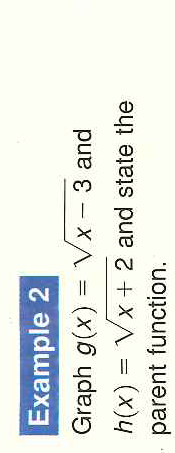 Example 2
Graph g(x) = √x − 3 and
h(x) = √x + 2 and state the
parent function.